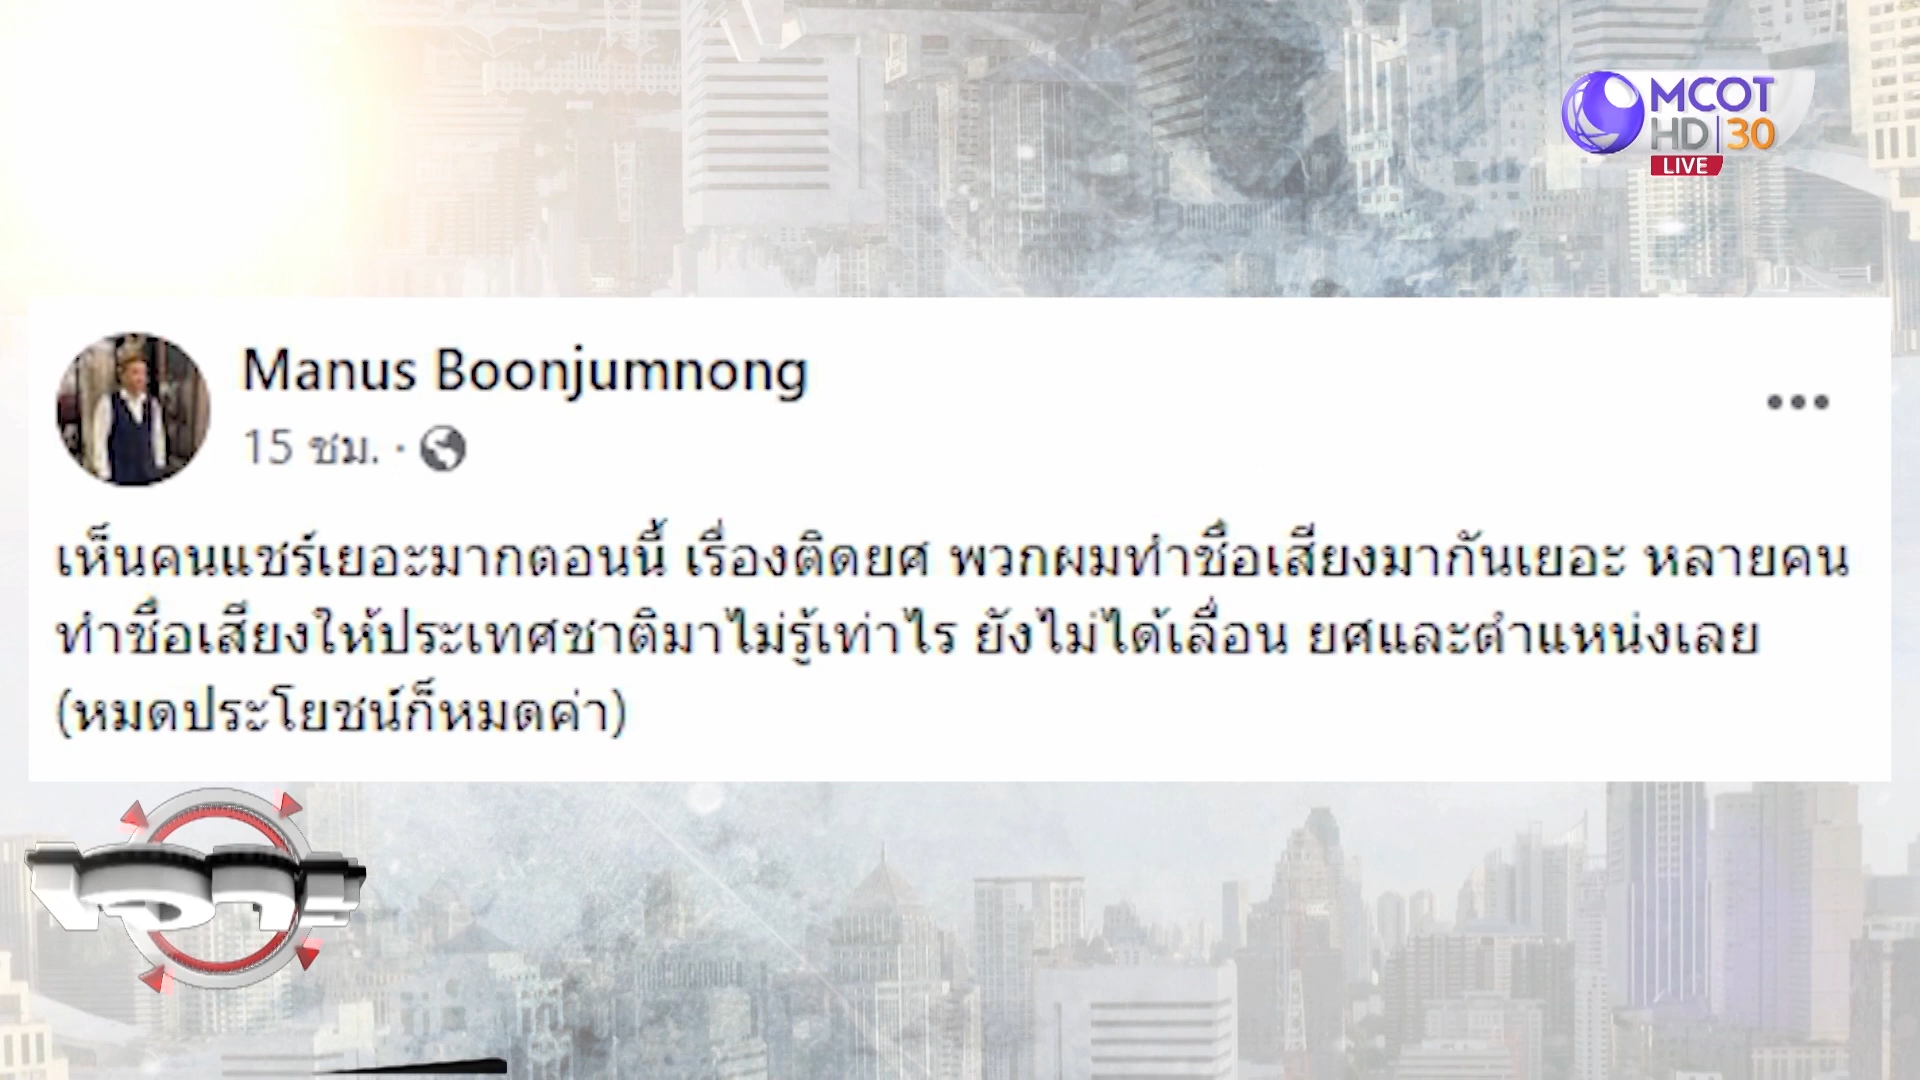 MCOT
HD 30
LIVE
Manus Boonjumnong
15 ชม. ·
เห็นคนแชร์เยอะมากตอนนี้ เรื่องติดยศ พวกผมทำชื่อเสียงมากันเยอะ หลายคน
ทำชื่อเสียงให้ประเทศชาติมาไม่รู้เท่าไร ยังไม่ได้เลื่อน ยศและตำแหน่งเลย
(หมดประโยชน์ก็หมดค่า)